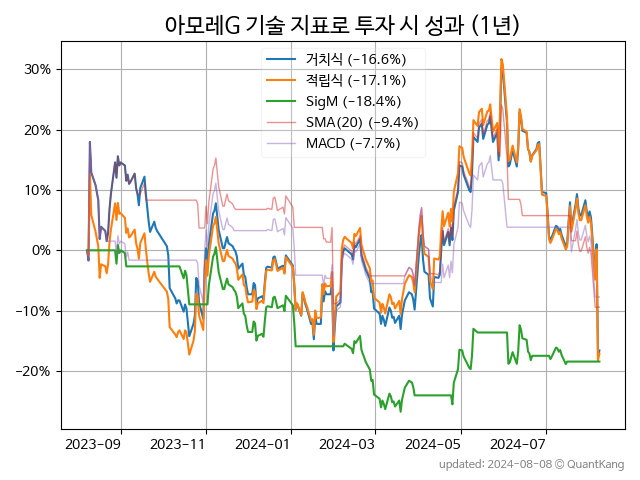 아모레G 기술 지표로 투자 시 성과 (1년)
거치식 (−16.6%)
적립식 (−17.1%)
SigM (−18.4%)
SMA(20) (−9.4%)
MACD (−7.7%)
30%
20%
10%
0%
−10%
−20%
2023-09 2023-11 2024-01 2024-03 2024-05 2024-07
updated: 2024-08-08 © QuantKang